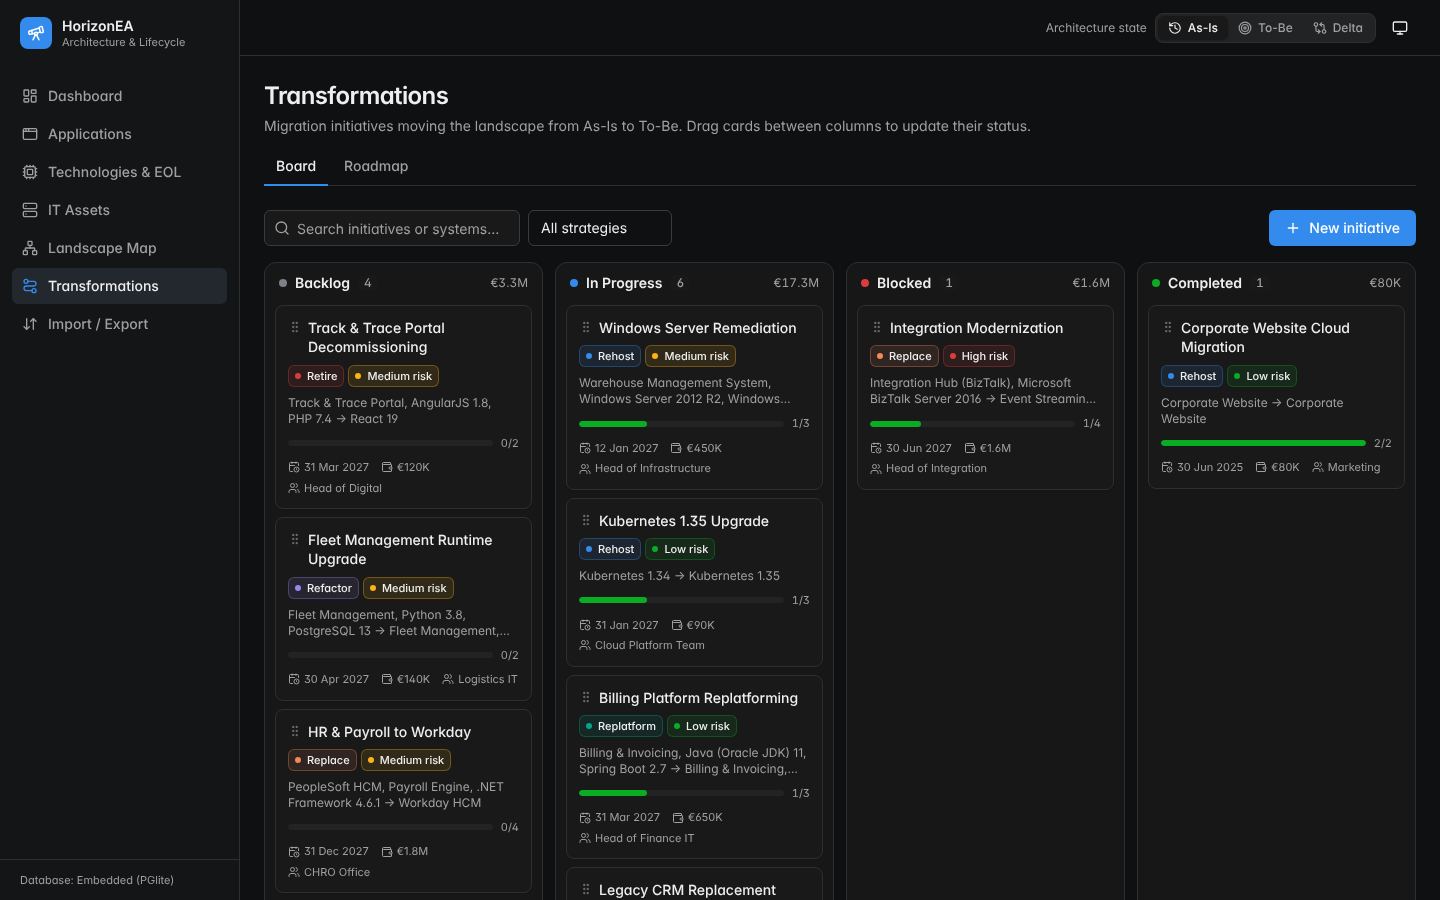 HorizonEA
Architecture & Lifecycle
Dashboard
Applications
Technologies & EOL
IT Assets
Landscape Map
Transformations
Import / Export
Database: Embedded (PGlite)
Architecture state
As-Is
To-Be
Delta
Transformations
Migration initiatives moving the landscape from As-Is to To-Be. Drag cards between columns to update their status.
Board
Roadmap
Search initiatives or systems...
All strategies
New initiative
Backlog 4 €3.3M
Track & Trace Portal
Decommissioning
Retire Medium risk
Track & Trace Portal, AngularJS 1.8,
PHP 7.4 → React 19
0/2
31 Mar 2027 €120K
Head of Digital
Fleet Management Runtime
Upgrade
Refactor Medium risk
Fleet Management, Python 3.8,
PostgreSQL 13 → Fleet Management,...
0/2
30 Apr 2027 €140K Logistics IT
HR & Payroll to Workday
Replace Medium risk
PeopleSoft HCM, Payroll Engine, .NET
Framework 4.6.1 → Workday HCM
0/4
31 Dec 2027 €1.8M
CHRO Office
In Progress 6 €17.3M
Windows Server Remediation
Rehost Medium risk
Warehouse Management System,
Windows Server 2012 R2, Windows...
1/3
12 Jan 2027 €450K
Head of Infrastructure
Kubernetes 1.35 Upgrade
Rehost Low risk
Kubernetes 1.34 → Kubernetes 1.35
1/3
31 Jan 2027 €90K
Cloud Platform Team
Billing Platform Replatforming
Replatform Low risk
Billing & Invoicing, Java (Oracle JDK) 11,
Spring Boot 2.7 → Billing & Invoicing,...
1/3
31 Mar 2027 €650K
Head of Finance IT
Legacy CRM Replacement
Blocked 1 €1.6M
Integration Modernization
Replace High risk
Integration Hub (BizTalk), Microsoft
BizTalk Server 2016 → Event Streamin...
1/4
30 Jun 2027 €1.6M
Head of Integration
Completed 1 €80K
Corporate Website Cloud
Migration
Rehost Low risk
Corporate Website → Corporate
Website
2/2
30 Jun 2025 €80K Marketing